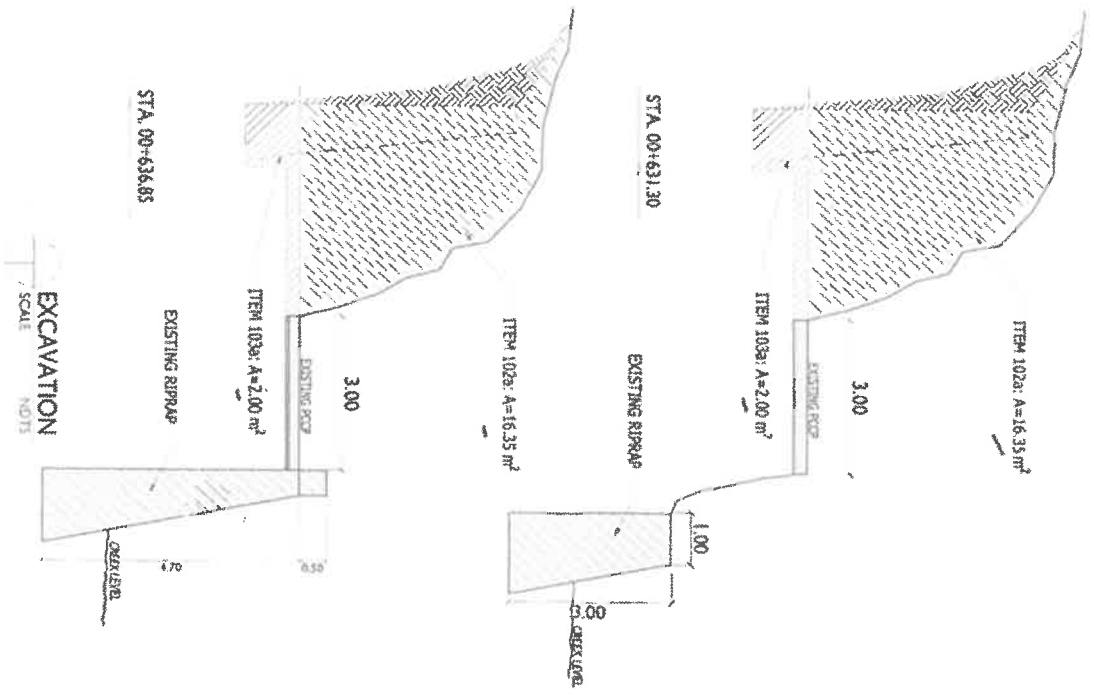 STA. 00+631.30
ITEM 102a: A=16.35 m²
3.00
EXISTING PCCP
ITEM 103a: A=2.00 m²
EXISTING RIPRAP
1.00
3.00
CREEK LEVEL
STA. 00+636.85
ITEM 102a: A=16.35 m²
3.00
EXISTING PCCP
ITEM 103a: A=2.00 m²
EXISTING RIPRAP
0.50
4.70
CREEK LEVEL
EXCAVATION
SCALE NOTS